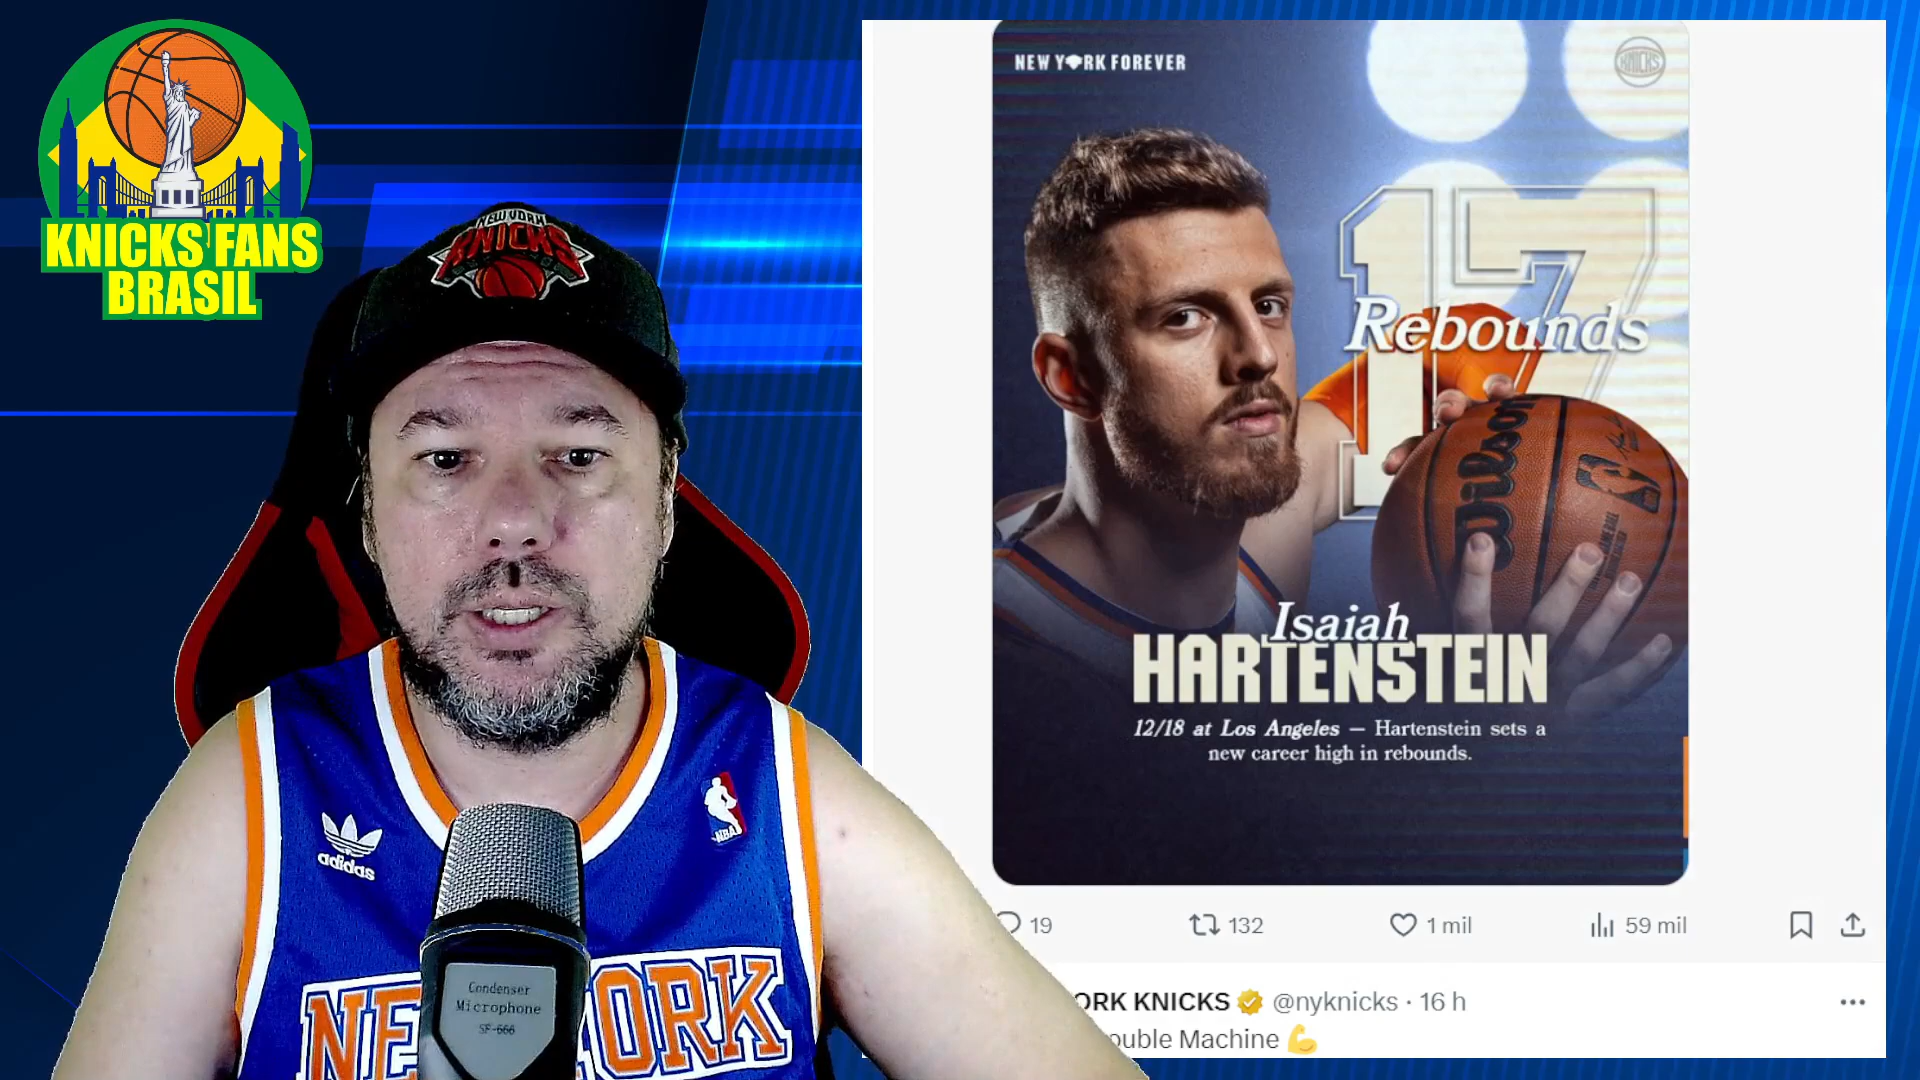 KNICKS FANS
BRASIL
NEW YORK
KNICKS
adidas
NBA
Condenser
Microphone
SF-666
NEW YORK FOREVER
KNICKS
17
Rebounds
Wilson
Isaiah
HARTENSTEIN
12/18 at Los Angeles — Hartenstein sets a
new career high in rebounds.
19
132
1 mil
59 mil
KNICKS
@nyknicks · 16 h
Machine 💪